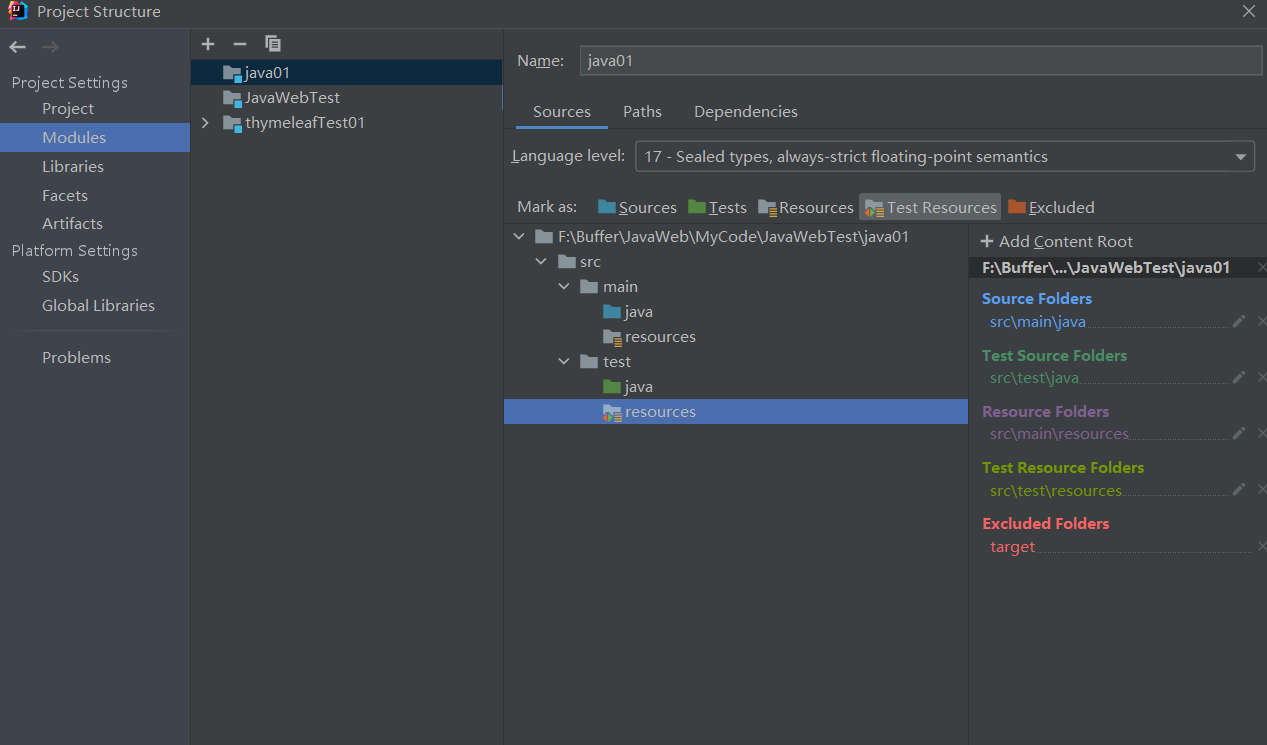 Project Structure
Project Settings
Project
Modules
Libraries
Facets
Artifacts
Platform Settings
SDKs
Global Libraries
Problems
java01
JavaWebTest
thymeleafTest01
Name: java01
Sources Paths Dependencies
Language level: 17 - Sealed types, always-strict floating-point semantics
Mark as: Sources Tests Resources Test Resources Excluded
F:\Buffer\JavaWeb\MyCode\JavaWebTest\java01
src
main
java
resources
test
java
resources
+ Add Content Root
F:\Buffer\...\JavaWebTest\java01
Source Folders
src\main\java
Test Source Folders
src\test\java
Resource Folders
src\main\resources
Test Resource Folders
src\test\resources
Excluded Folders
target